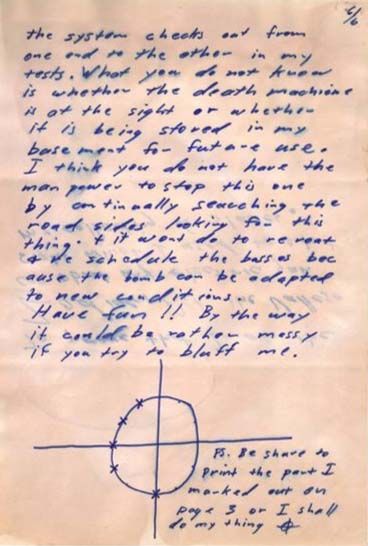 6/6
the system checks out from
one end to the other in my
tests. What you do not know
is whether the death machine
is at the sight or whether
it is being stored in my
basement for future use.
I think you do not have the
man power to stop this one
by continually searching the
road sides looking for this
thing. + it wont do to re roat
+ re schedule the busses bec
ause the bomb can be adapted
to new conditions.
Have fun !! By the way
it could be rather messy
if you try to bluff me.
PS. Be shure to
print the part I
marked out on
page 3 or I shall
do my thing